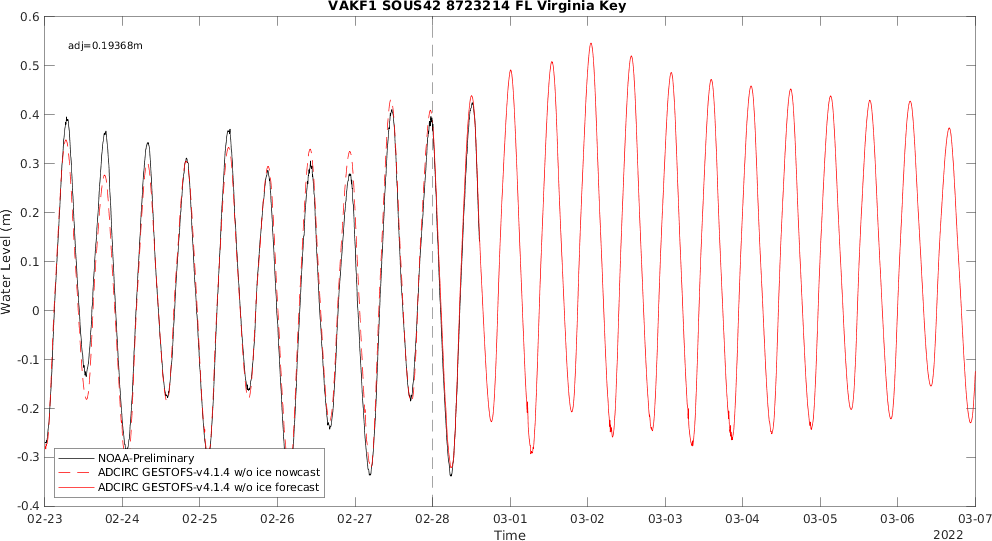 VAKF1 SOUS42 8723214 FL Virginia Key
adj=0.19368m
0.6
0.5
0.4
0.3
0.2
0.1
0
-0.1
-0.2
-0.3
-0.4
Water Level (m)
NOAA-Preliminary
ADCIRC GESTOFS-v4.1.4 w/o ice nowcast
ADCIRC GESTOFS-v4.1.4 w/o ice forecast
02-23 02-24 02-25 02-26 02-27 02-28 03-01 03-02 03-03 03-04 03-05 03-06 03-07
Time
2022